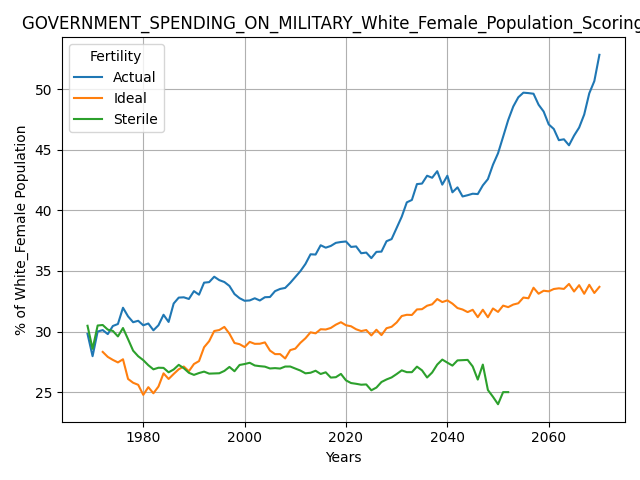 GOVERNMENT_SPENDING_ON_MILITARY_White_Female_Population_Scoring
Fertility
Actual
Ideal
Sterile
% of White_Female Population
50
45
40
35
30
25
1980 2000 2020 2040 2060
Years